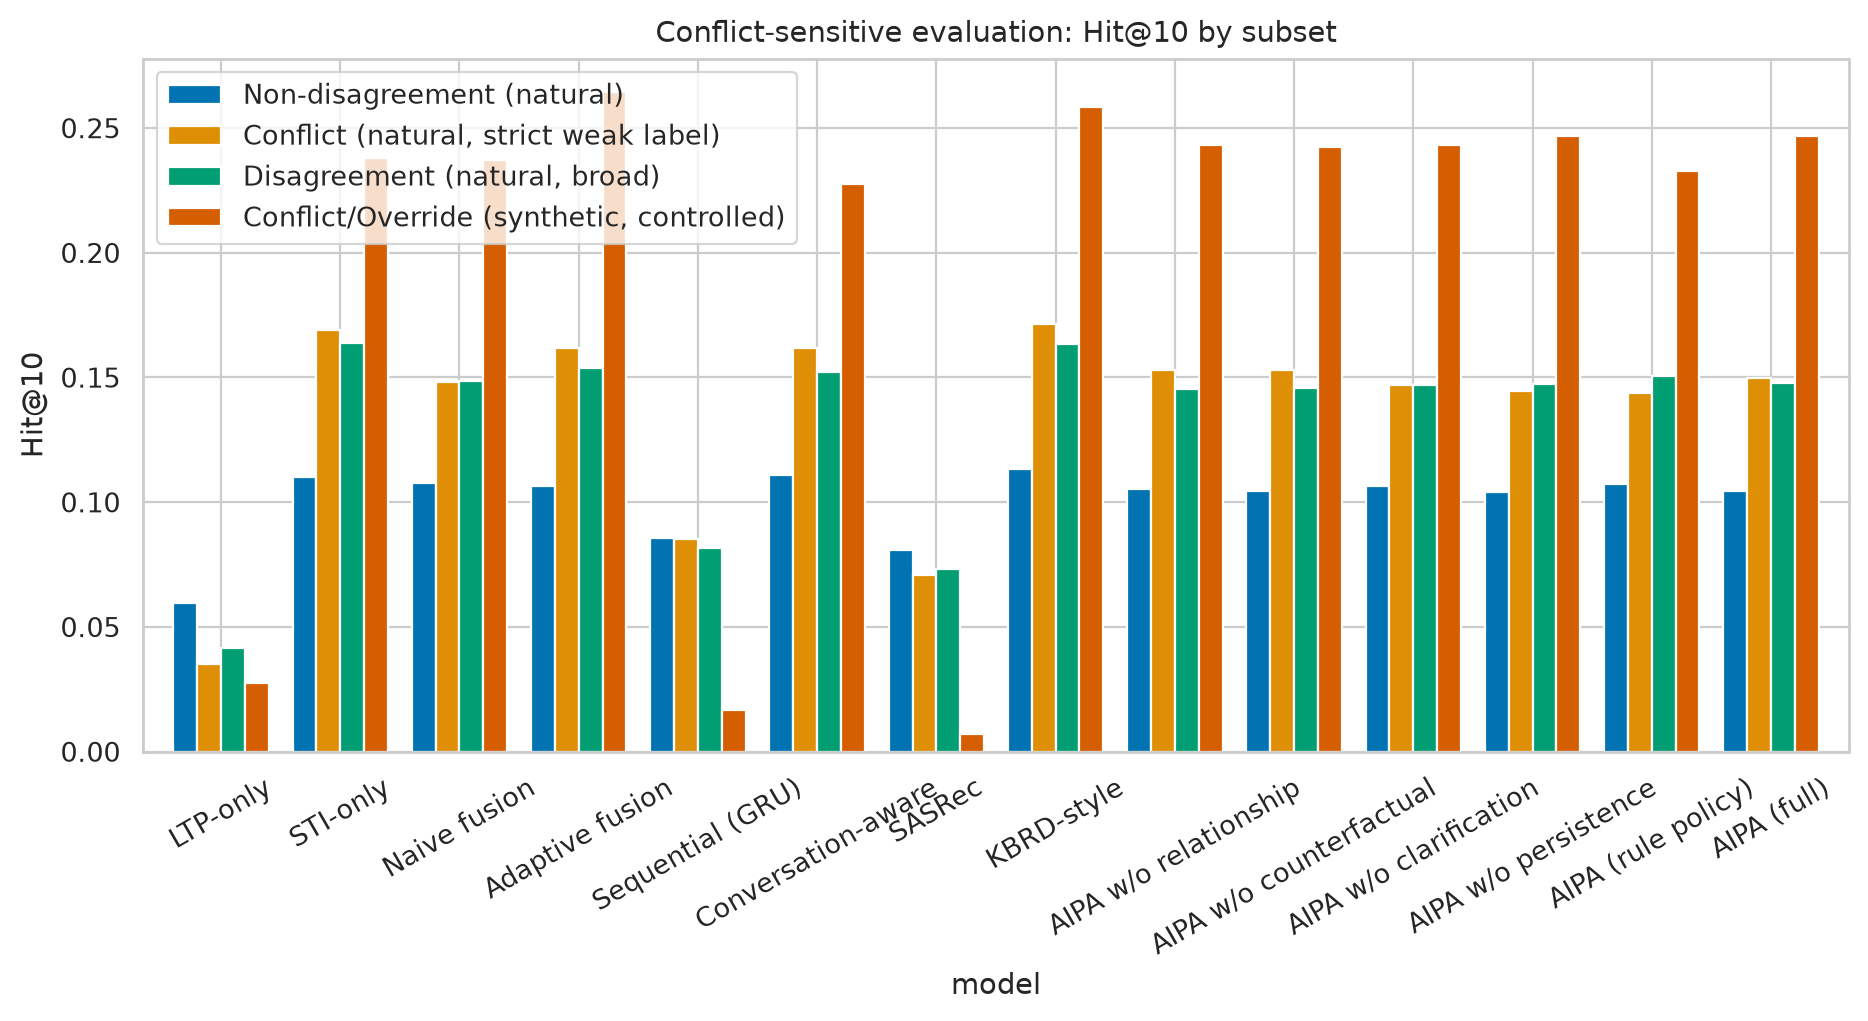 Conflict-sensitive evaluation: Hit@10 by subset
Non-disagreement (natural)
Conflict (natural, strict weak label)
Disagreement (natural, broad)
Conflict/Override (synthetic, controlled)
Hit@10
0.25
0.20
0.15
0.10
0.05
0.00
LTP-only
STI-only
Naive fusion
Adaptive fusion
Sequential (GRU)
Conversation-aware
SASRec
KBRD-style
AIPA w/o relationship
AIPA w/o counterfactual
AIPA w/o clarification
AIPA w/o persistence
AIPA (rule policy)
AIPA (full)
model